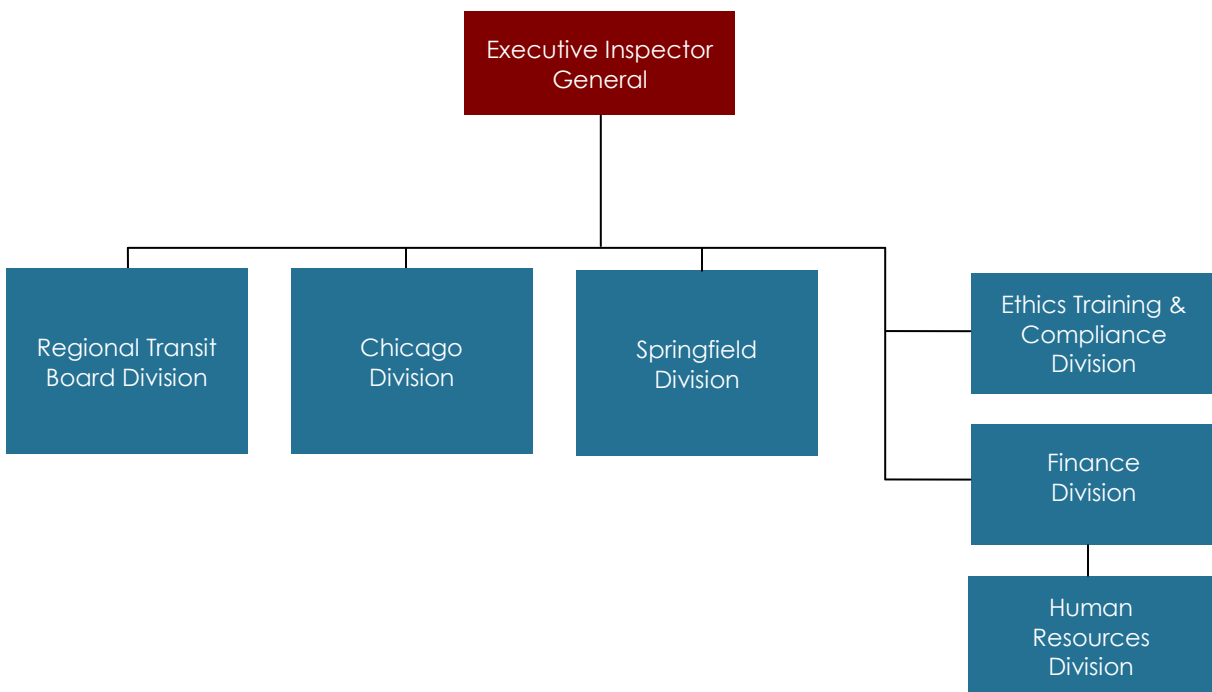 Executive Inspector
General
Regional Transit
Board Division
Chicago
Division
Springfield
Division
Ethics Training &
Compliance
Division
Finance
Division
Human
Resources
Division